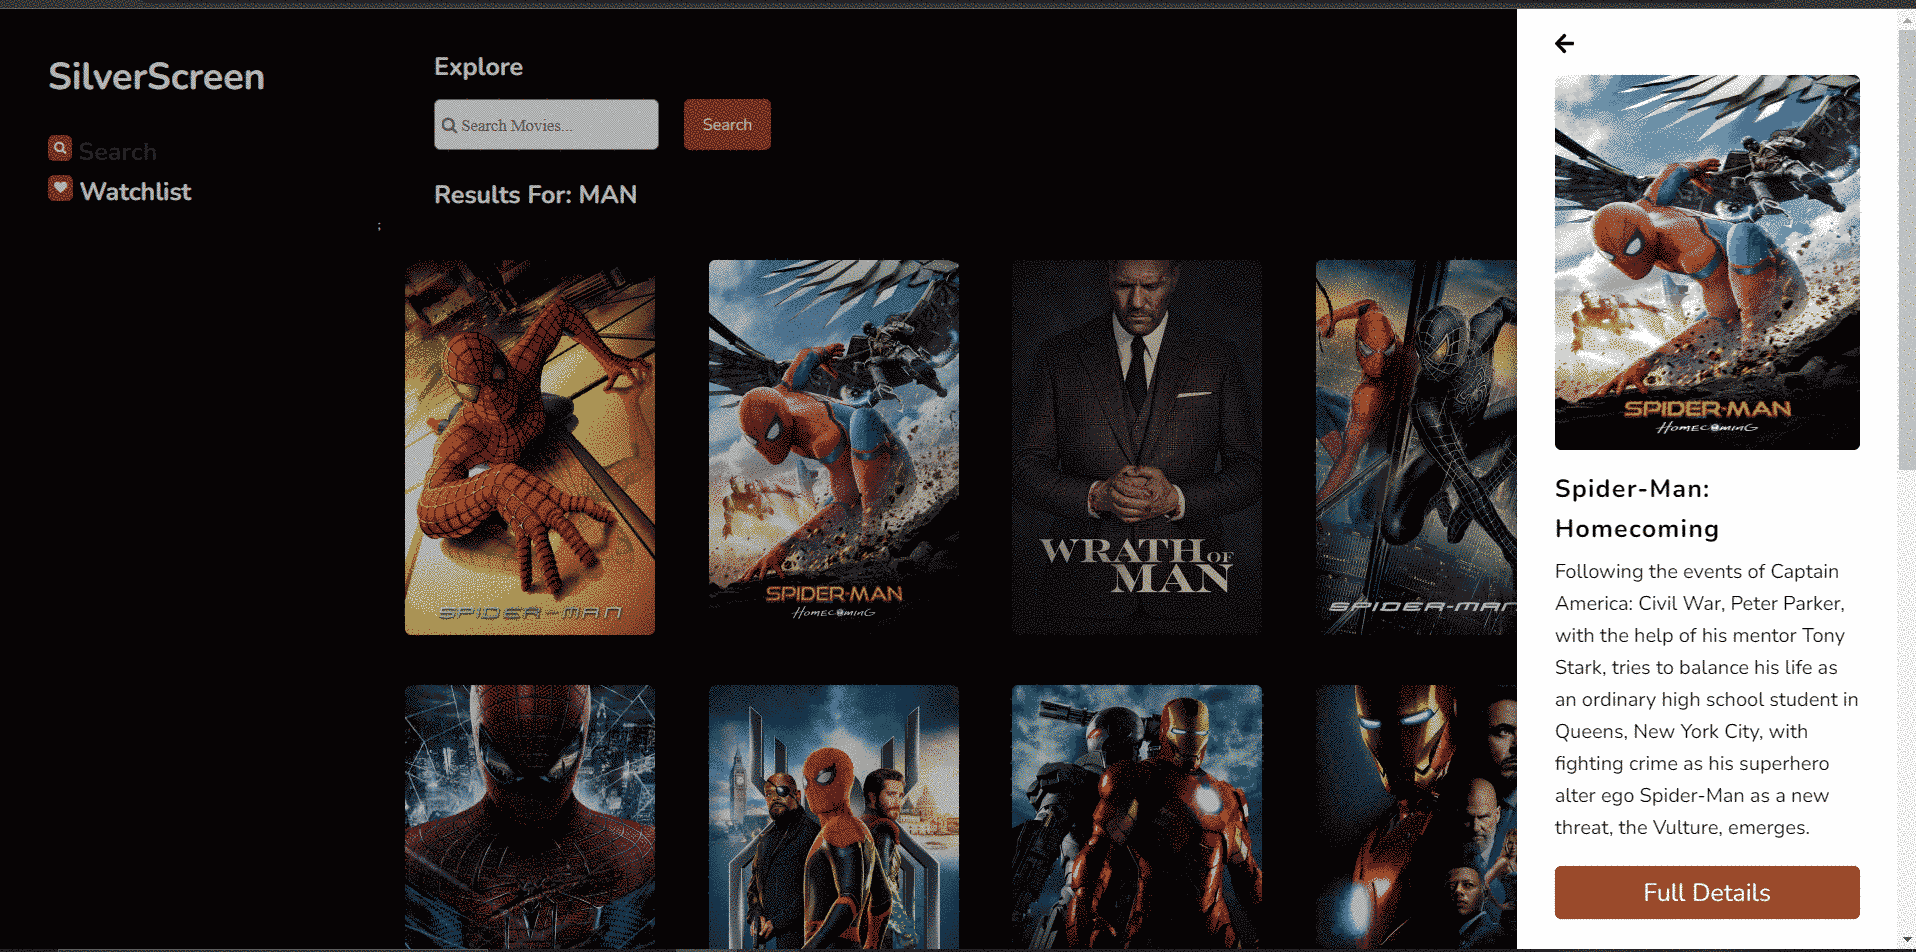 SilverScreen
Search
Watchlist
Explore
Search Movies...
Search
Results For: MAN
;
SPIDER-MAN
SPIDER-MAN
HOMECOMING
WRATH OF
MAN
SPIDER-MAN
SPIDER-MAN
HOMECOMING
Spider-Man:
Homecoming
Following the events of Captain
America: Civil War, Peter Parker,
with the help of his mentor Tony
Stark, tries to balance his life as
an ordinary high school student in
Queens, New York City, with
fighting crime as his superhero
alter ego Spider-Man as a new
threat, the Vulture, emerges.
Full Details